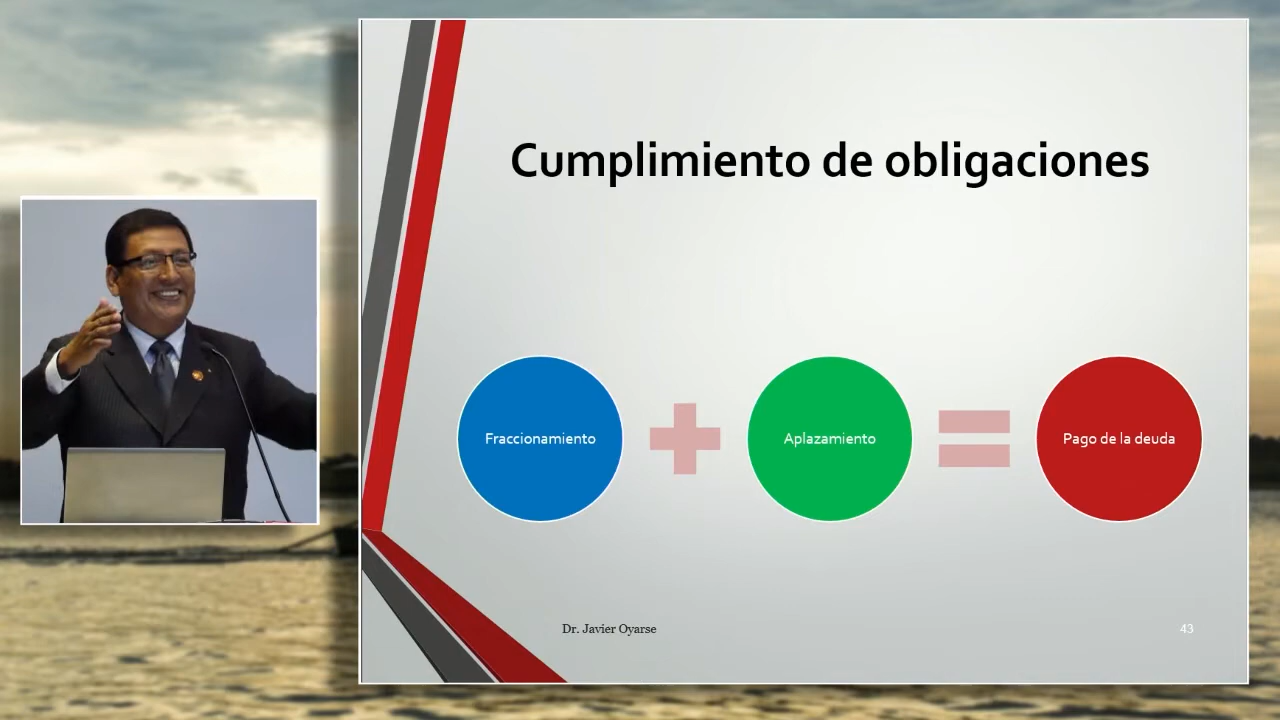 Cumplimiento de obligaciones
Fraccionamiento
Aplazamiento
Pago de la deuda
Dr. Javier Oyarse
43